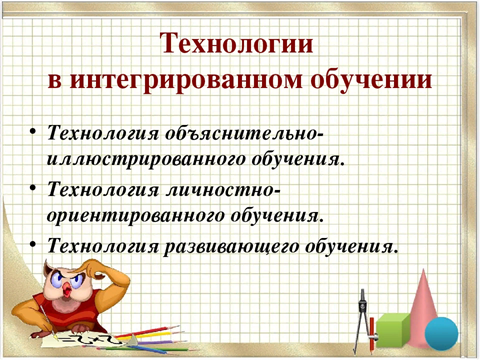 Технологии
в интегрированном обучении
• Технология объяснительно-
иллюстрированного обучения.
• Технология личностно-
ориентированного обучения.
• Технология развивающего обучения.